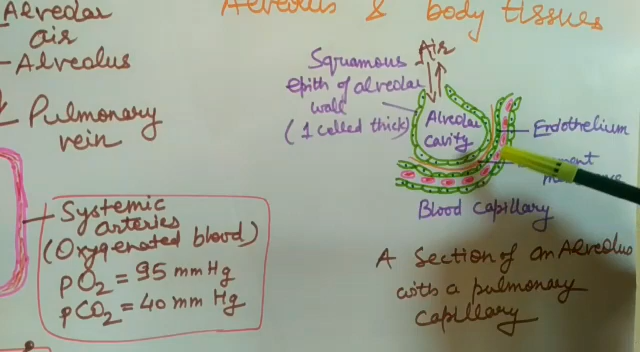 Alveolus & body tissues
Alveolar
air
Alveolus
Pulmonary
vein
Systemic
arteries
(Oxygenated blood)
pO2 = 95 mm Hg
pCO2 = 40 mm Hg
Air
Squamous
epith of alveolar
wall
(1 celled thick)
Alveolar
cavity
Endothelium
Blood Capillary
A Section of an Alveolus
with a pulmonary
Capillary